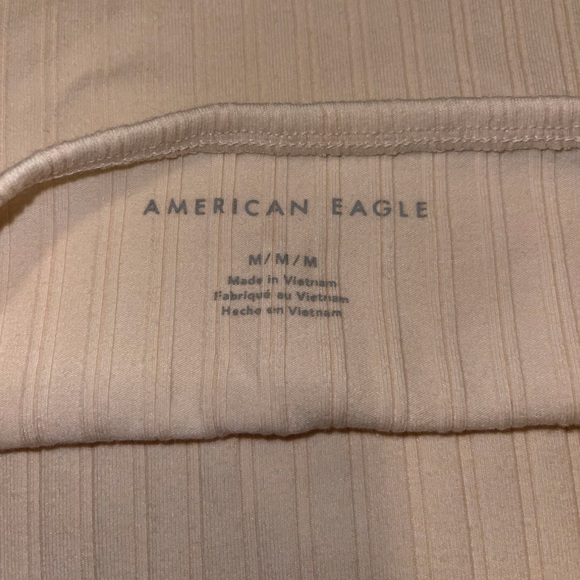 AMERICAN EAGLE
M/M/M
Made in Vietnam
Fabriqué au Vietnam
Hecho en Vietnam